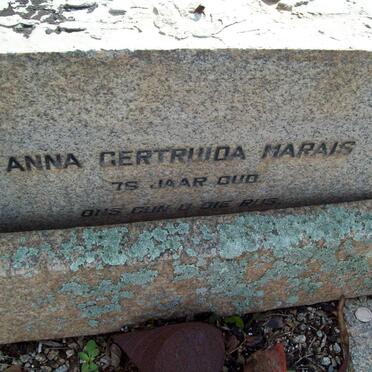 ANNA GERTRUIDA MARAIS
75 JAAR OUD
ONS GUN U DIE RUS